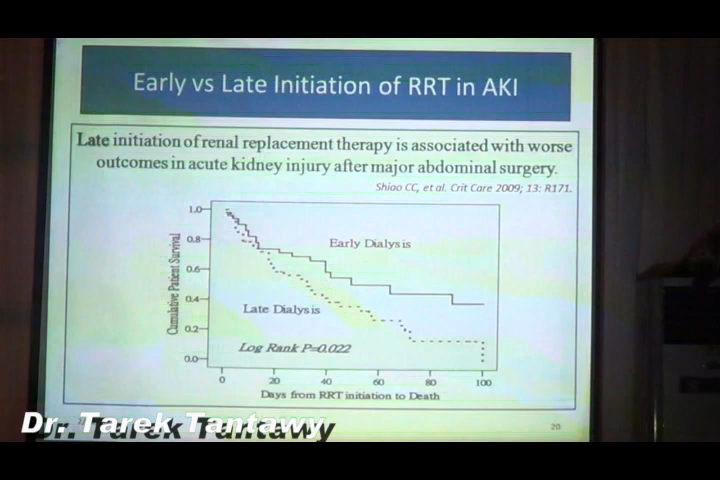 Early vs Late Initiation of RRT in AKI
Late initiation of renal replacement therapy is associated with worse
outcomes in acute kidney injury after major abdominal surgery.
Shiao CC, et al. Crit Care 2009; 13: R171.
Cumulative Patient Survival
1.0
0.8
0.6
0.4
0.2
0.0
Early Dialysis
Late Dialysis
Log Rank P=0.022
0 20 40 60 80 100
Days from RRT initiation to Death
20
Dr. Tarek Tantawy
Dr. Tarek Tantawy